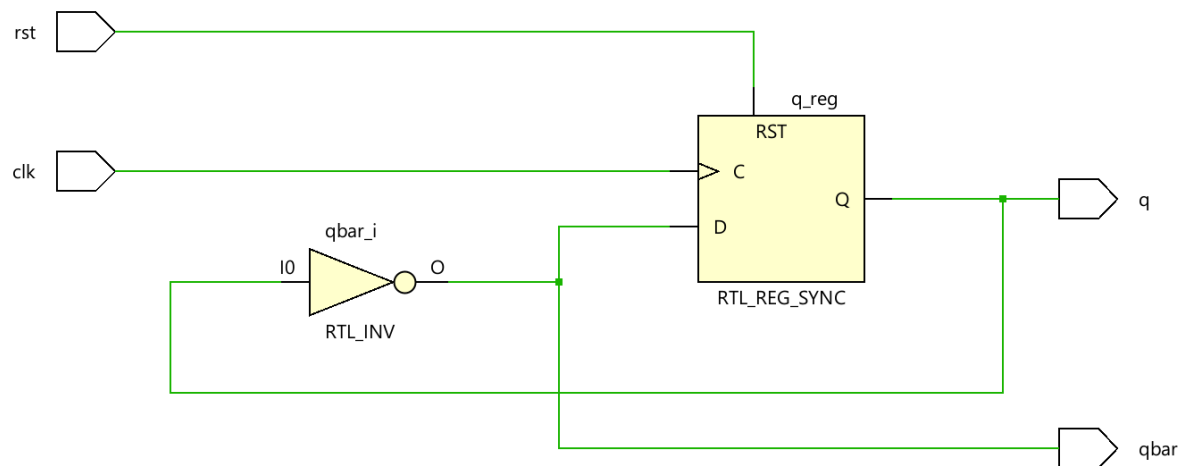 rst
q_reg
RST
clk
C
Q
q
D
qbar_i
I0
O
RTL_REG_SYNC
RTL_INV
qbar